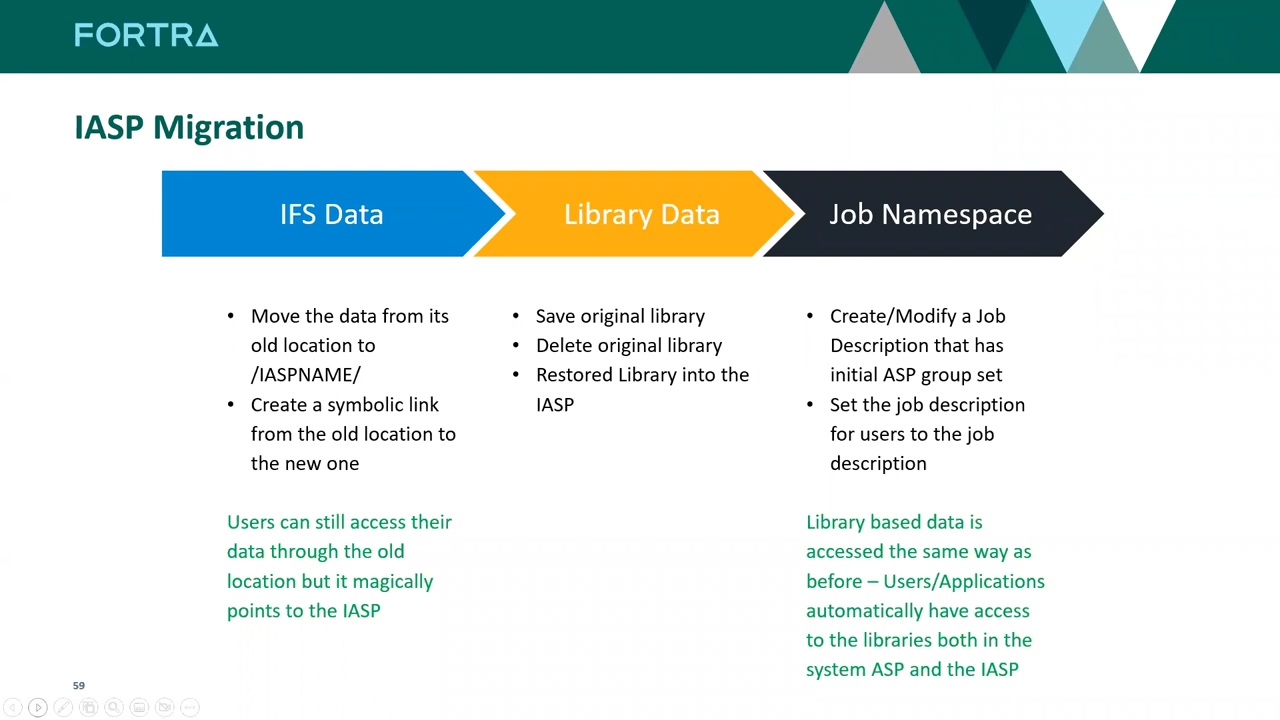 FORTRA
IASP Migration
IFS Data
Library Data
Job Namespace
• Move the data from its
old location to
/IASPNAME/
• Create a symbolic link
from the old location to
the new one
Users can still access their
data through the old
location but it magically
points to the IASP
• Save original library
• Delete original library
• Restored Library into the
IASP
• Create/Modify a Job
Description that has
initial ASP group set
• Set the job description
for users to the job
description
Library based data is
accessed the same way as
before – Users/Applications
automatically have access
to the libraries both in the
system ASP and the IASP
59